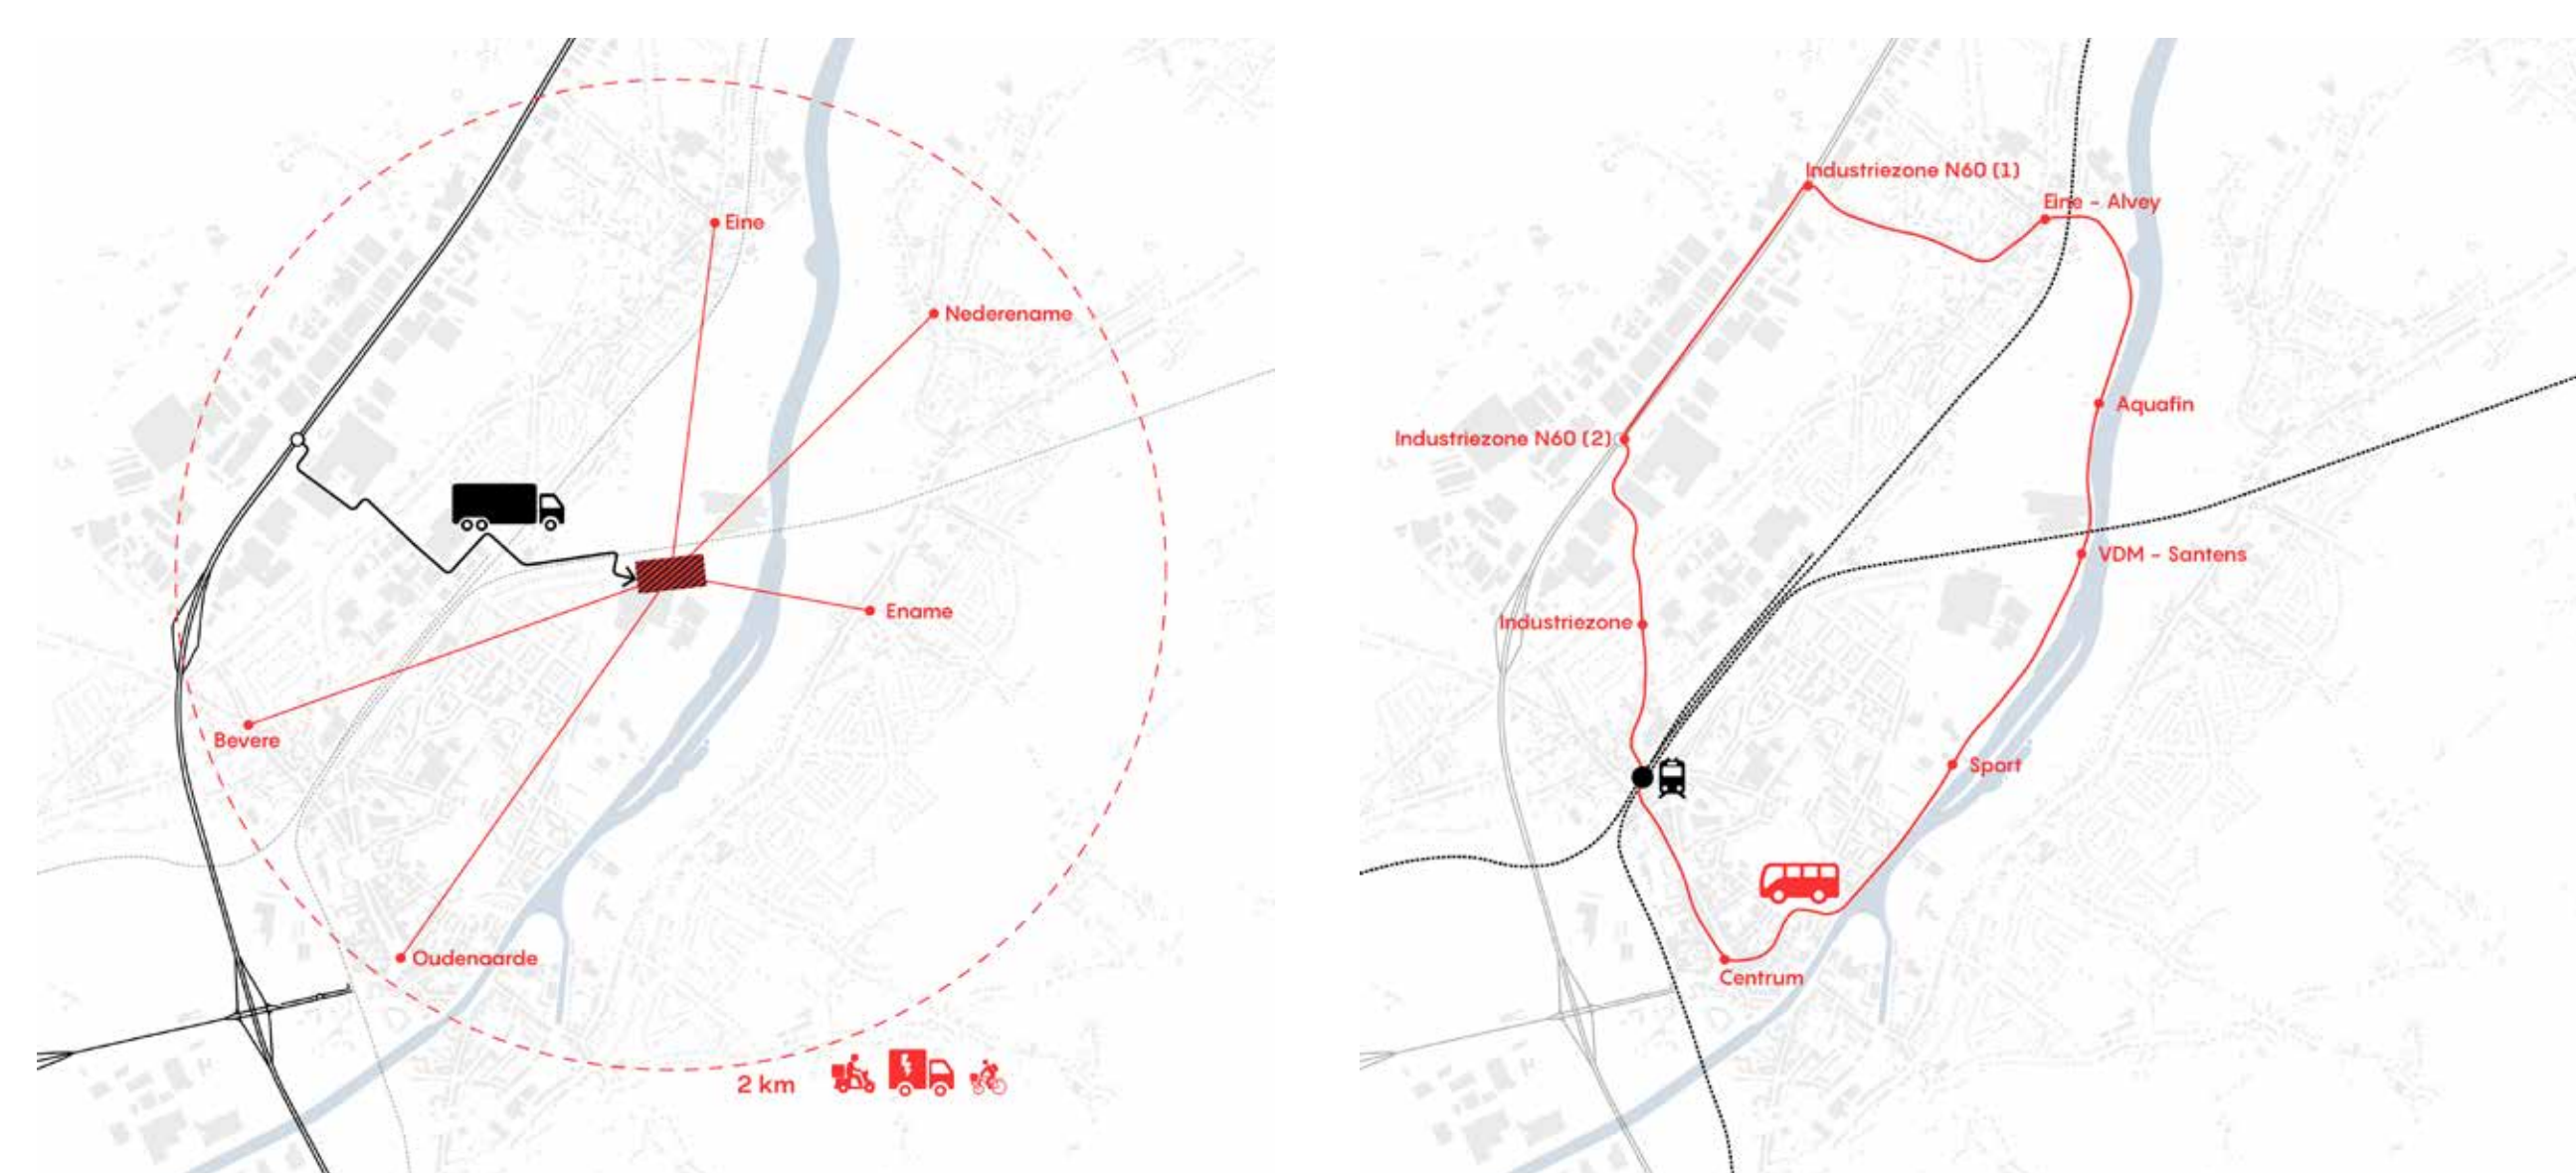 Eine
Nederename
Ename
Bevere
Oudenaarde
2 km
Industriezone N60 (1)
Eine - Alvey
Aquafin
Industriezone N60 (2)
VDM - Santens
Industriezone
Sport
Centrum